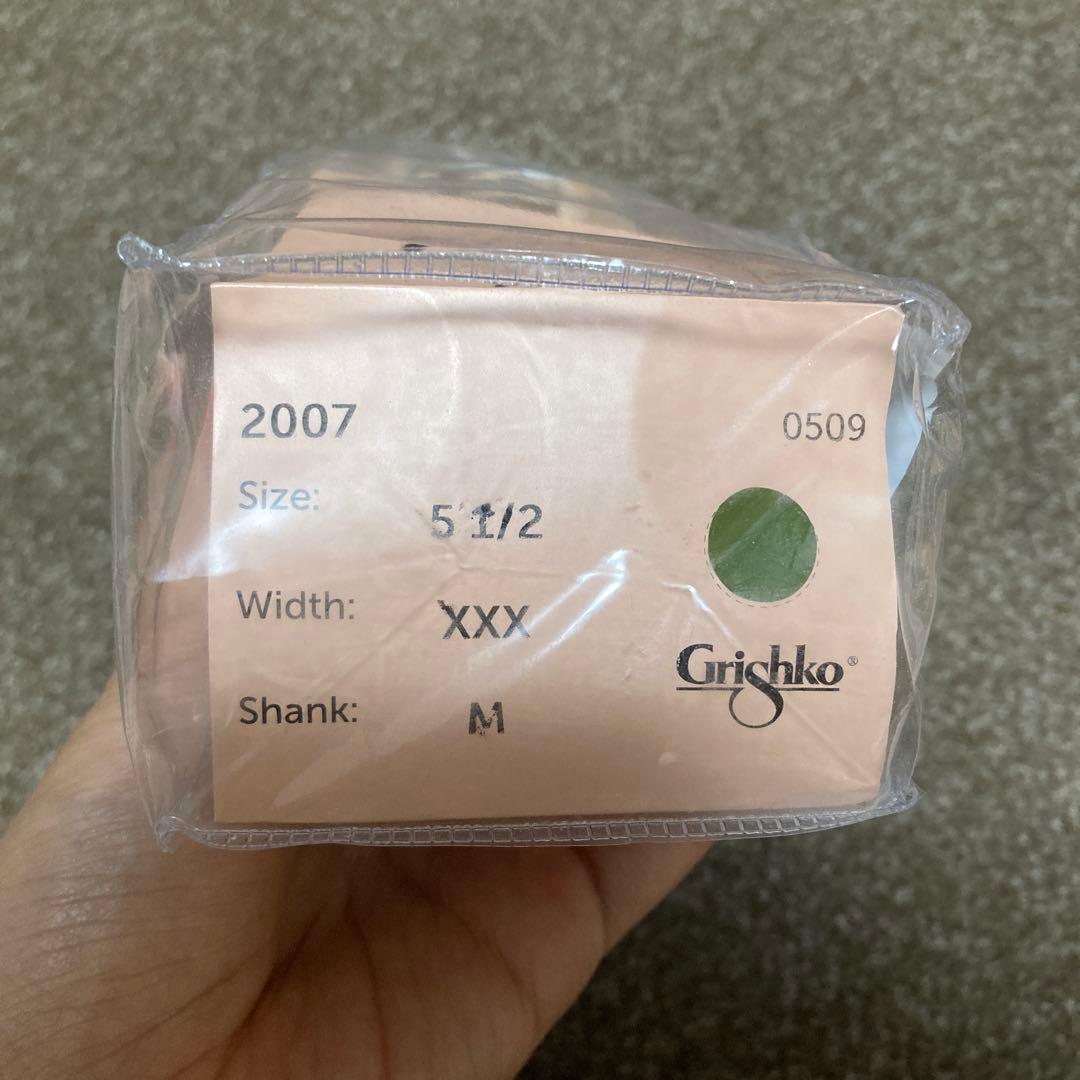 2007
0509
Size: 5 1/2
Width: XXX
Grishko®
Shank: M